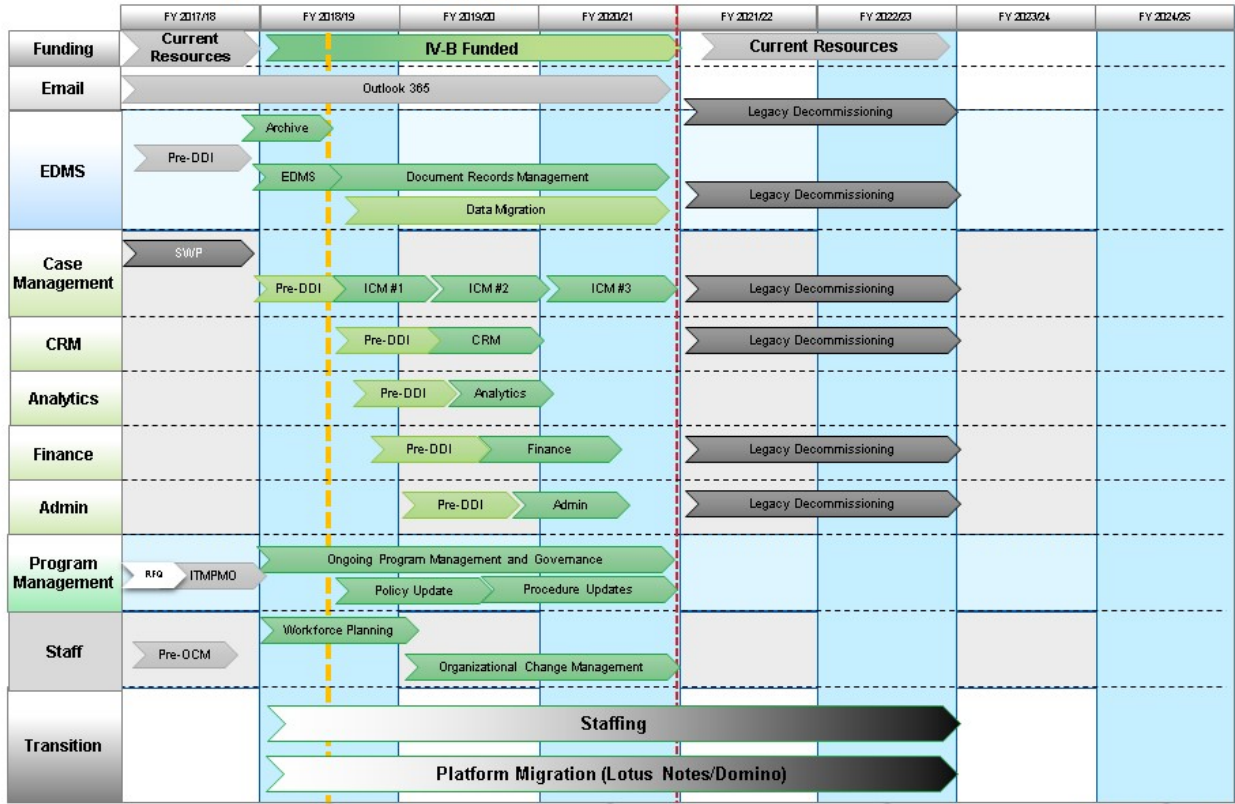 FY 2017/18
FY 2018/19
FY 2019/20
FY 2020/21
FY 2021/22
FY 2022/23
FY 2023/24
FY 2024/25
Funding
Current
Resources
IV-B Funded
Current Resources
Email
Outlook 365
Legacy Decommissioning
EDMS
Archive
Pre-DDI
EDMS
Document Records Management
Data Migration
Legacy Decommissioning
Case
Management
SWP
Pre-DDI
ICM #1
ICM #2
ICM #3
Legacy Decommissioning
CRM
Pre-DDI
CRM
Legacy Decommissioning
Analytics
Pre-DDI
Analytics
Finance
Pre-DDI
Finance
Legacy Decommissioning
Admin
Pre-DDI
Admin
Legacy Decommissioning
Program
Management
RFQ
ITMPMO
Ongoing Program Management and Governance
Policy Update
Procedure Updates
Staff
Pre-OCM
Workforce Planning
Organizational Change Management
Transition
Staffing
Platform Migration (Lotus Notes/Domino)